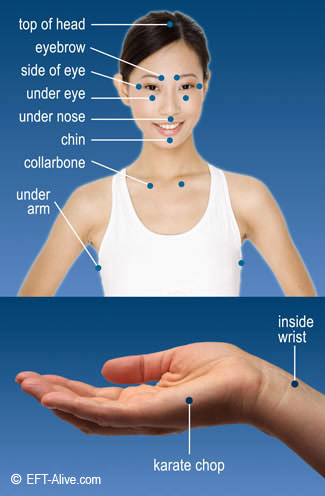 top of head
eyebrow
side of eye
under eye
under nose
chin
collarbone
under
arm
inside
wrist
karate chop
© EFT-Alive.com